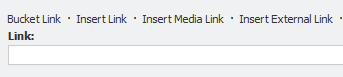 Bucket Link · Insert Link · Insert Media Link · Insert External Link ·
Link: